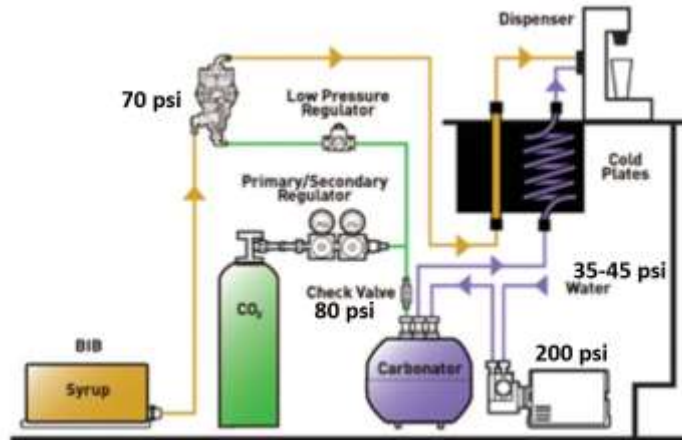 Dispenser
70 psi
Low Pressure
Regulator
Primary/Secondary
Regulator
Cold
Plates
35-45 psi
Water
Check Valve
80 psi
CO₂
BIB
Syrup
Carbonator
200 psi